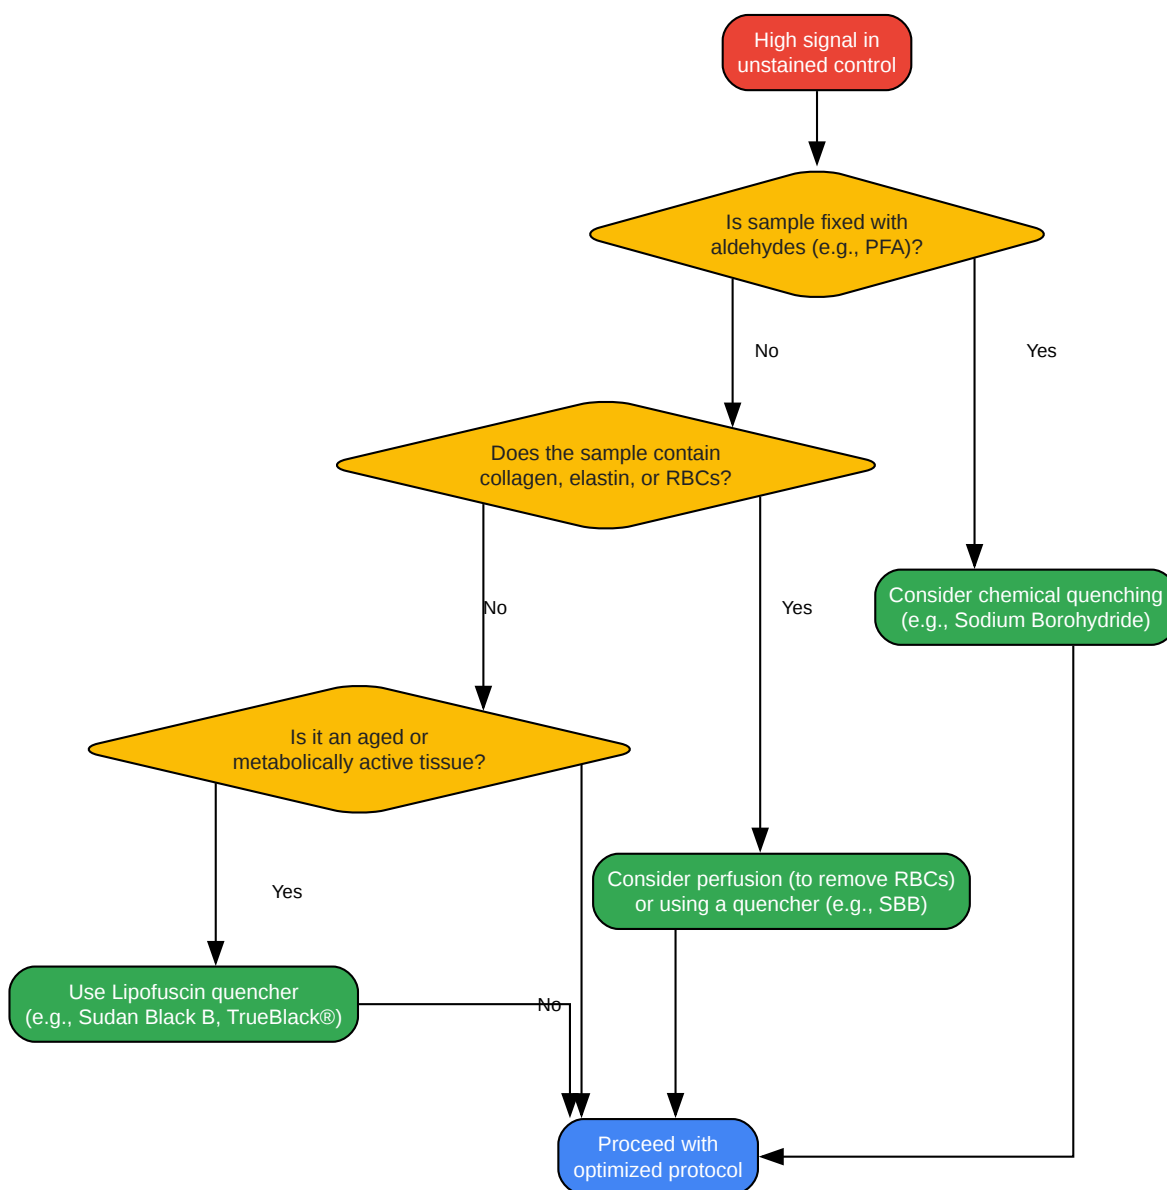 High signal in
unstained control
Is sample fixed with
aldehydes (e.g., PFA)?
No
Yes
Does the sample contain
collagen, elastin, or RBCs?
Consider chemical quenching
(e.g., Sodium Borohydride)
No
Yes
Is it an aged or
metabolically active tissue?
Yes
Consider perfusion (to remove RBCs)
or using a quencher (e.g., SBB)
Use Lipofuscin quencher
(e.g., Sudan Black B, TrueBlack®)
No
Proceed with
optimized protocol